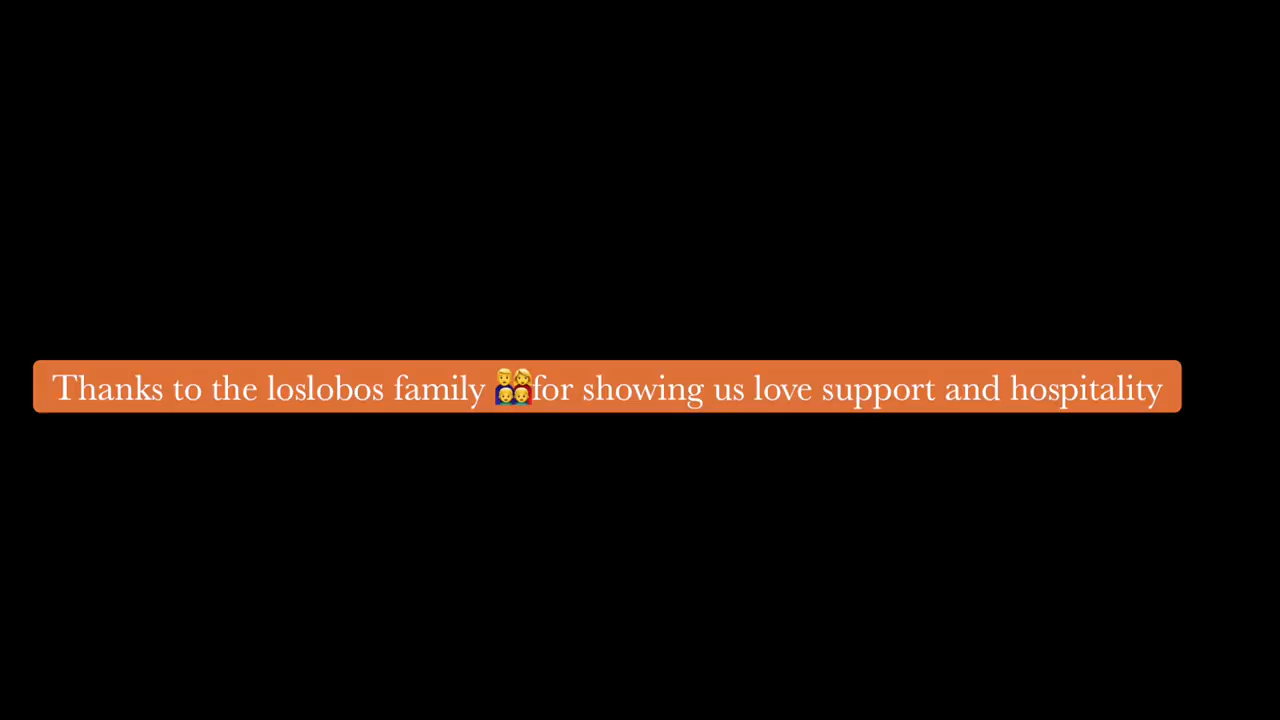 Thanks to the loslobos family 👨‍👩‍👦‍👦for showing us love support and hospitality